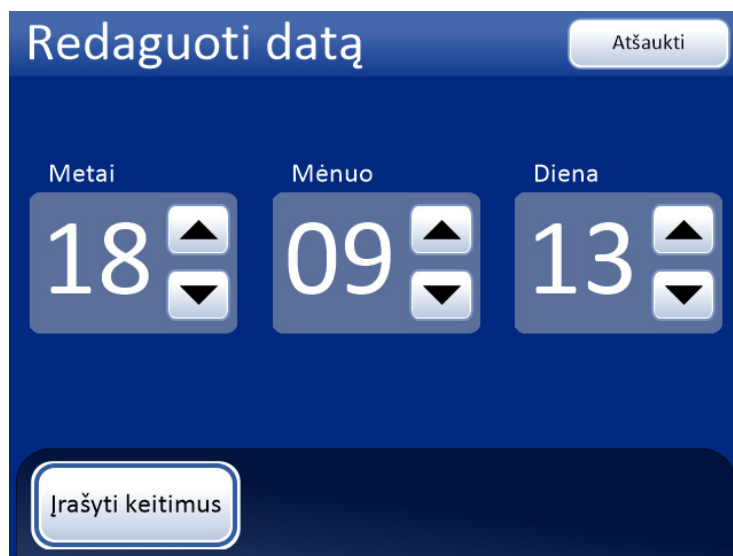 Redaguoti datą
Atšaukti
Metai
Mėnuo
Diena
18
09
13
Įrašyti keitimus